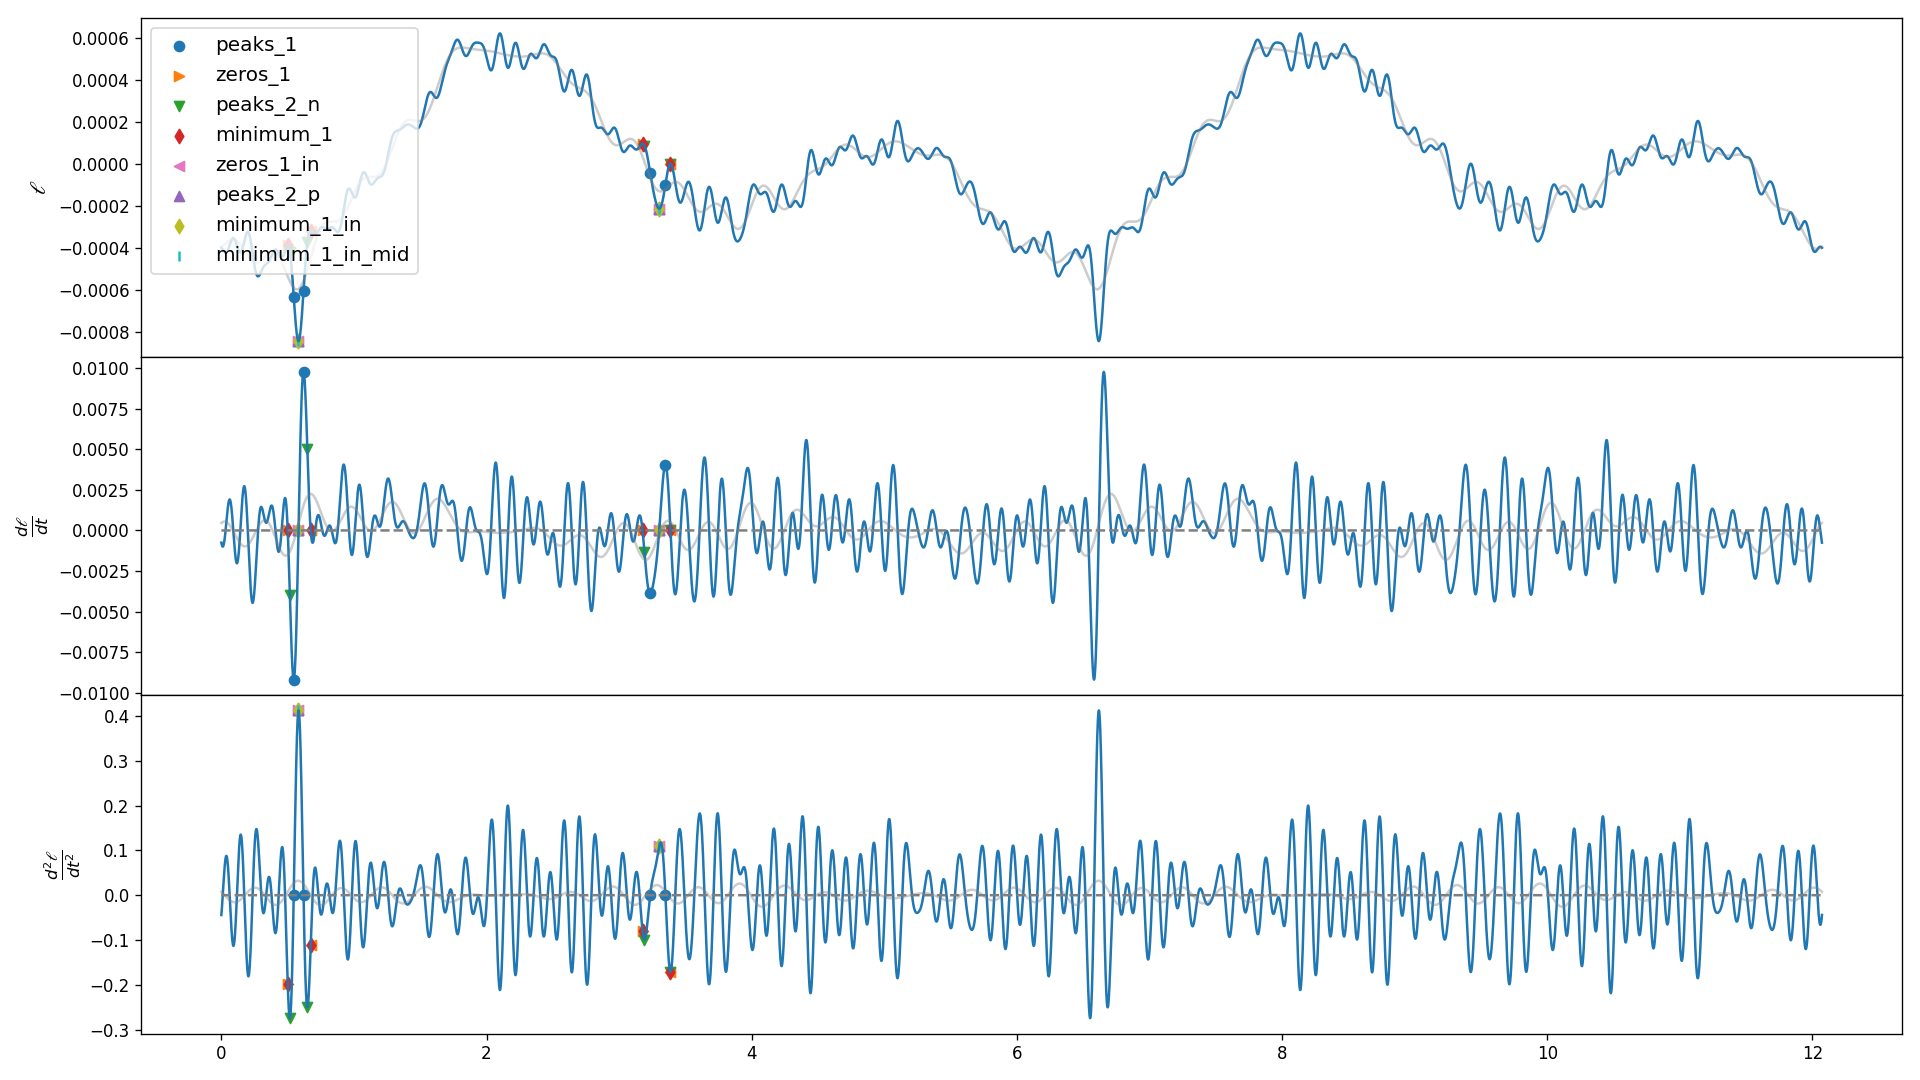 0.0006
0.0004
0.0002
0.0000
−0.0002
−0.0004
−0.0006
−0.0008
ℓ
peaks_1
zeros_1
peaks_2_n
minimum_1
zeros_1_in
peaks_2_p
minimum_1_in
minimum_1_in_mid
0.0100
0.0075
0.0050
0.0025
0.0000
−0.0025
−0.0050
−0.0075
−0.0100
dℓ
dt
0.4
0.3
0.2
0.1
0.0
−0.1
−0.2
−0.3
d²ℓ
dt²
0 2 4 6 8 10 12